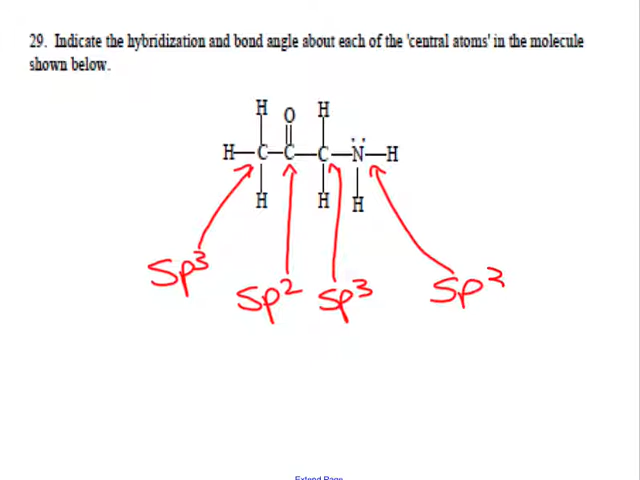 29. Indicate the hybridization and bond angle about each of the 'central atoms' in the molecule
shown below.
H O H
H—C—C—C—N—H
H H H
Sp³ Sp² Sp³ Sp³
Extend Page